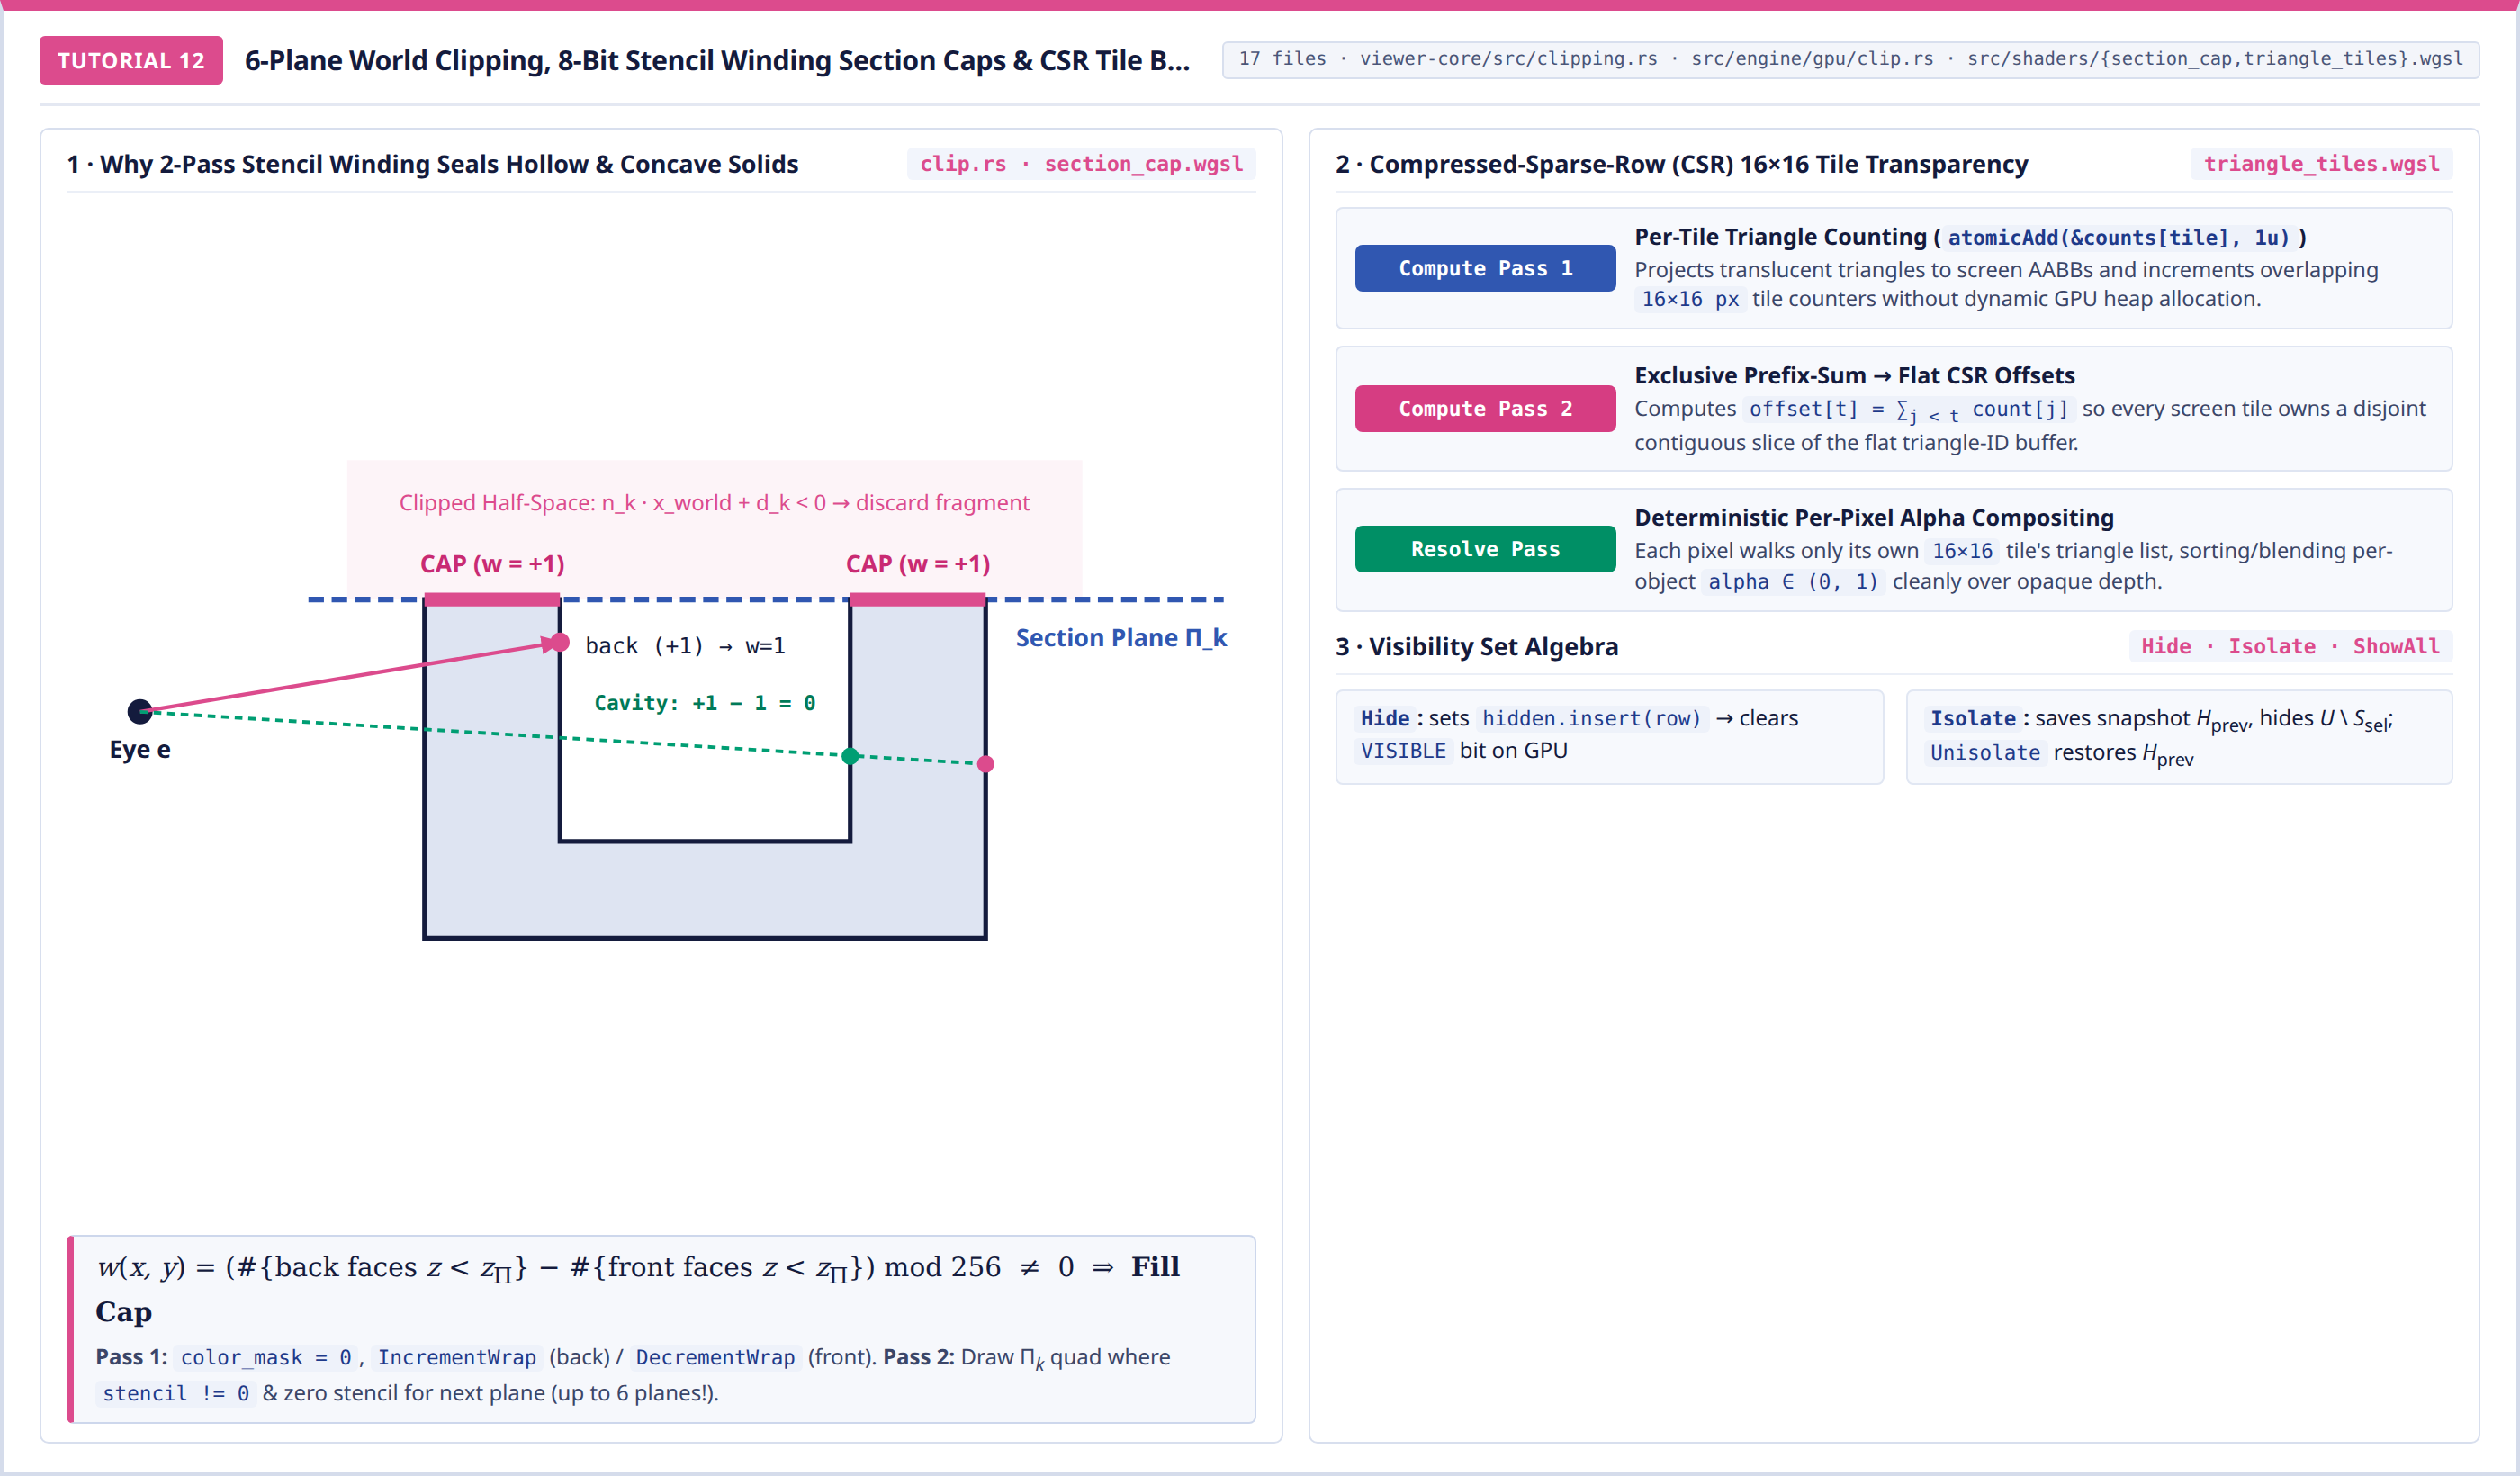 TUTORIAL 12
6-Plane World Clipping, 8-Bit Stencil Winding Section Caps & CSR Tile B...
17 files · viewer-core/src/clipping.rs · src/engine/gpu/clip.rs · src/shaders/{section_cap,triangle_tiles}.wgsl
1 · Why 2-Pass Stencil Winding Seals Hollow & Concave Solids
clip.rs · section_cap.wgsl
Clipped Half-Space: n_k · x_world + d_k < 0 → discard fragment
CAP (w = +1)
CAP (w = +1)
Section Plane Π_k
back (+1) → w=1
Cavity: +1 − 1 = 0
Eye e
w(x, y) = (#{back faces z < zΠ} − #{front faces z < zΠ}) mod 256 ≠ 0 ⇒ Fill
Cap
Pass 1: color_mask = 0, IncrementWrap (back) / DecrementWrap (front). Pass 2: Draw Πk quad where
stencil != 0 & zero stencil for next plane (up to 6 planes!).
2 · Compressed-Sparse-Row (CSR) 16×16 Tile Transparency
triangle_tiles.wgsl
Compute Pass 1
Per-Tile Triangle Counting ( atomicAdd(&counts[tile], 1u) )
Projects translucent triangles to screen AABBs and increments overlapping
16×16 px tile counters without dynamic GPU heap allocation.
Compute Pass 2
Exclusive Prefix-Sum → Flat CSR Offsets
Computes offset[t] = ∑j < t count[j] so every screen tile owns a disjoint
contiguous slice of the flat triangle-ID buffer.
Resolve Pass
Deterministic Per-Pixel Alpha Compositing
Each pixel walks only its own 16×16 tile's triangle list, sorting/blending per-
object alpha ∈ (0, 1) cleanly over opaque depth.
3 · Visibility Set Algebra
Hide · Isolate · ShowAll
Hide: sets hidden.insert(row) → clears
VISIBLE bit on GPU
Isolate: saves snapshot Hprev, hides U \ Ssel;
Unisolate restores Hprev